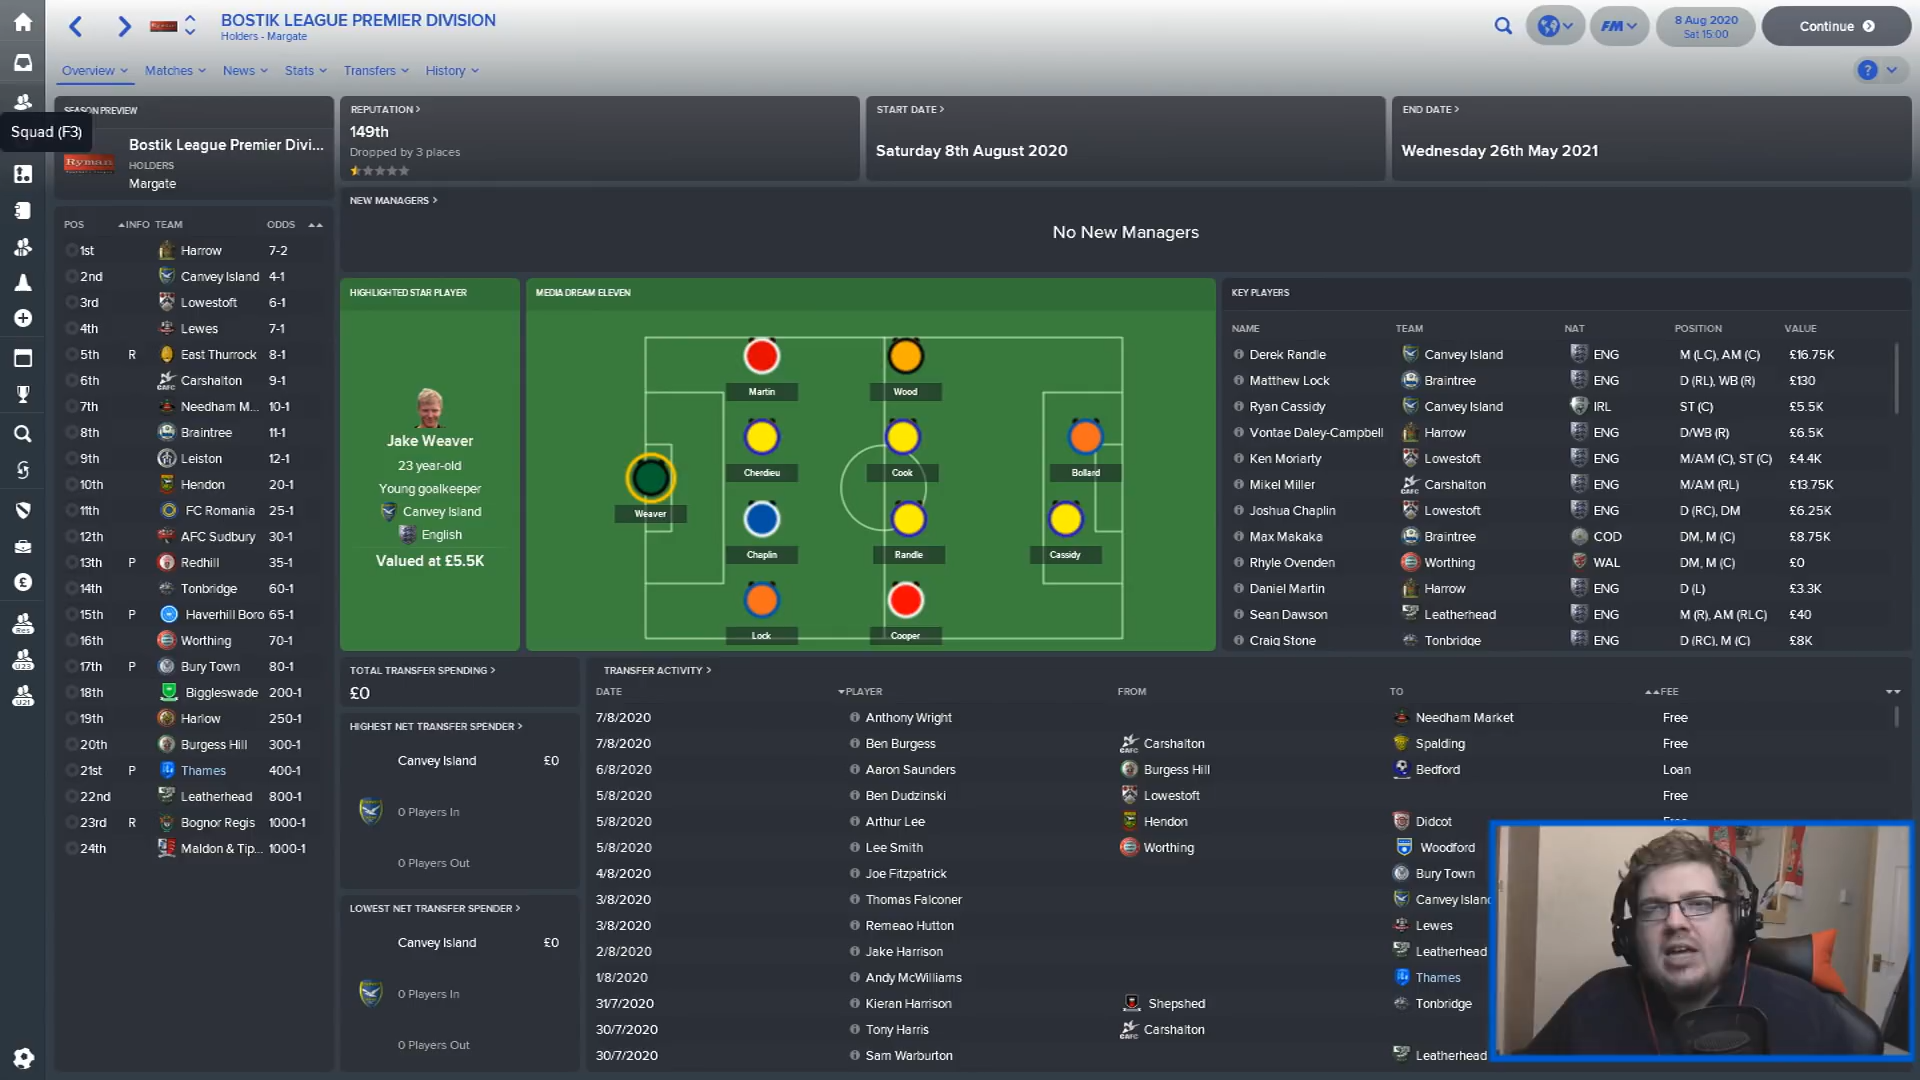 BOSTIK LEAGUE PREMIER DIVISION
Holders - Margate
FM
8 Aug 2020
Sat 15:00
Continue
Overview Matches News Stats Transfers History
?
SEASON PREVIEW
Squad (F3)
Ryman
Bostik League Premier Divi...
HOLDERS
Margate
REPUTATION >
149th
Dropped by 3 places
START DATE >
Saturday 8th August 2020
END DATE >
Wednesday 26th May 2021
NEW MANAGERS >
No New Managers
POS INFO TEAM ODDS
1st Harrow 7-2
2nd Canvey Island 4-1
3rd Lowestoft 6-1
4th Lewes 7-1
5th R East Thurrock 8-1
6th Carshalton 9-1
7th Needham M... 10-1
8th Braintree 11-1
9th Leiston 12-1
10th Hendon 20-1
11th FC Romania 25-1
12th AFC Sudbury 30-1
13th P Redhill 35-1
14th Tonbridge 60-1
15th P Haverhill Boro 65-1
16th Worthing 70-1
17th P Bury Town 80-1
18th Biggleswade 200-1
19th Harlow 250-1
20th Burgess Hill 300-1
21st P Thames 400-1
22nd Leatherhead 800-1
23rd R Bognor Regis 1000-1
24th Maldon & Tip... 1000-1
Res
U23
U21
HIGHLIGHTED STAR PLAYER
Jake Weaver
23 year-old
Young goalkeeper
Canvey Island
English
Valued at £5.5K
MEDIA DREAM ELEVEN
Martin
Wood
Cherdieu
Cook
Bollard
Weaver
Chaplin
Randle
Cassidy
Lock
Cooper
KEY PLAYERS
NAME TEAM NAT POSITION VALUE
Derek Randle Canvey Island ENG M (LC), AM (C) £16.75K
Matthew Lock Braintree ENG D (RL), WB (R) £130
Ryan Cassidy Canvey Island IRL ST (C) £5.5K
Vontae Daley-Campbell Harrow ENG D/WB (R) £6.5K
Ken Moriarty Lowestoft ENG M/AM (C), ST (C) £4.4K
Mikel Miller Carshalton ENG M/AM (RL) £13.75K
Joshua Chaplin Lowestoft ENG D (RC), DM £6.25K
Max Makaka Braintree COD DM, M (C) £8.75K
Rhyle Ovenden Worthing WAL DM, M (C) £0
Daniel Martin Harrow ENG D (L) £3.3K
Sean Dawson Leatherhead ENG M (R), AM (RLC) £40
Craig Stone Tonbridge ENG D (RC), M (C) £8K
TOTAL TRANSFER SPENDING >
£0
HIGHEST NET TRANSFER SPENDER >
Canvey Island £0
0 Players In
0 Players Out
LOWEST NET TRANSFER SPENDER >
Canvey Island £0
0 Players In
0 Players Out
TRANSFER ACTIVITY >
DATE PLAYER FROM TO FEE
7/8/2020 Anthony Wright Needham Market Free
7/8/2020 Ben Burgess Carshalton Spalding Free
6/8/2020 Aaron Saunders Burgess Hill Bedford Loan
5/8/2020 Ben Dudzinski Lowestoft Free
5/8/2020 Arthur Lee Hendon Didcot
5/8/2020 Lee Smith Worthing Woodford
4/8/2020 Joe Fitzpatrick Bury Town
3/8/2020 Thomas Falconer Canvey Island
3/8/2020 Remeao Hutton Lewes
2/8/2020 Jake Harrison Leatherhead
1/8/2020 Andy McWilliams Thames
31/7/2020 Kieran Harrison Shepshed Tonbridge
30/7/2020 Tony Harris Carshalton
30/7/2020 Sam Warburton Leatherhead